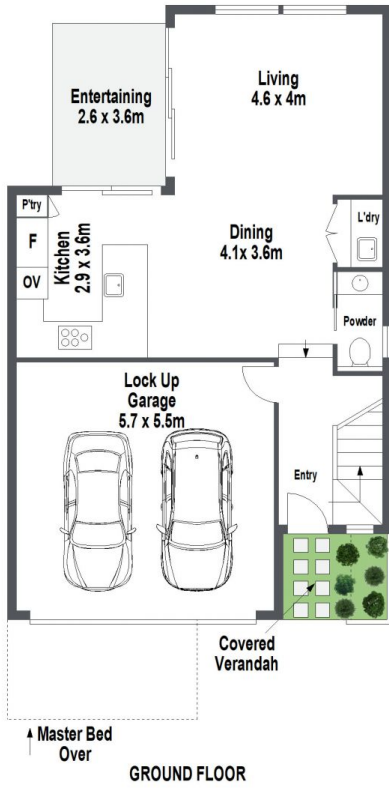 Entertaining
2.6 x 3.6m
Living
4.6 x 4m
P'try
F
OV
Kitchen
2.9 x 3.6m
Dining
4.1x 3.6m
L'dry
Powder
Lock Up
Garage
5.7 x 5.5m
Entry
Covered
Verandah
Master Bed
Over
GROUND FLOOR